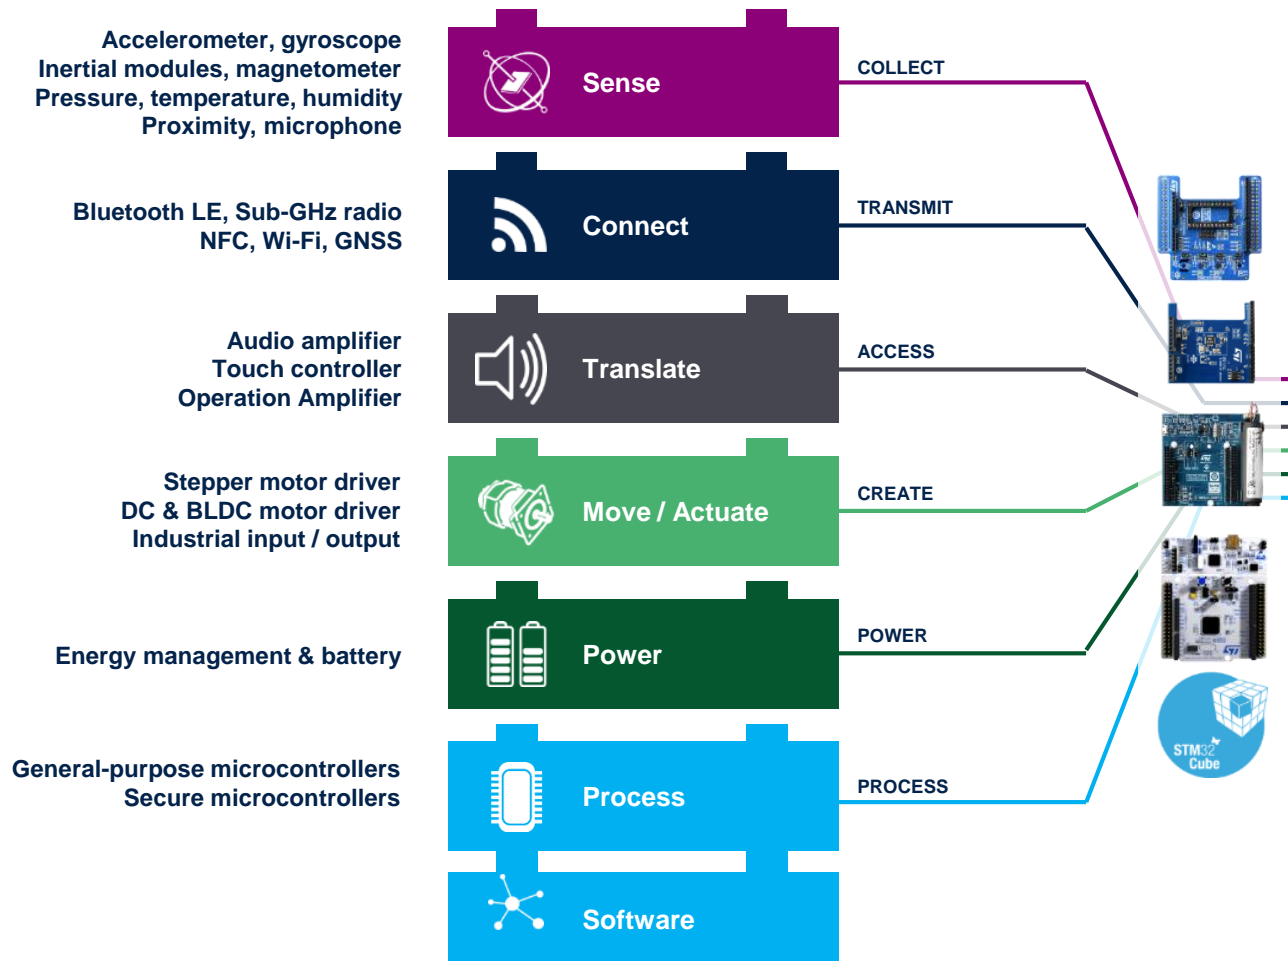 Accelerometer, gyroscope
Inertial modules, magnetometer
Pressure, temperature, humidity
Proximity, microphone
Sense
COLLECT
Bluetooth LE, Sub-GHz radio
NFC, Wi-Fi, GNSS
Connect
TRANSMIT
Audio amplifier
Touch controller
Operation Amplifier
Translate
ACCESS
Stepper motor driver
DC & BLDC motor driver
Industrial input / output
Move / Actuate
CREATE
Energy management & battery
Power
POWER
General-purpose microcontrollers
Secure microcontrollers
Process
PROCESS
STM32
Cube
Software